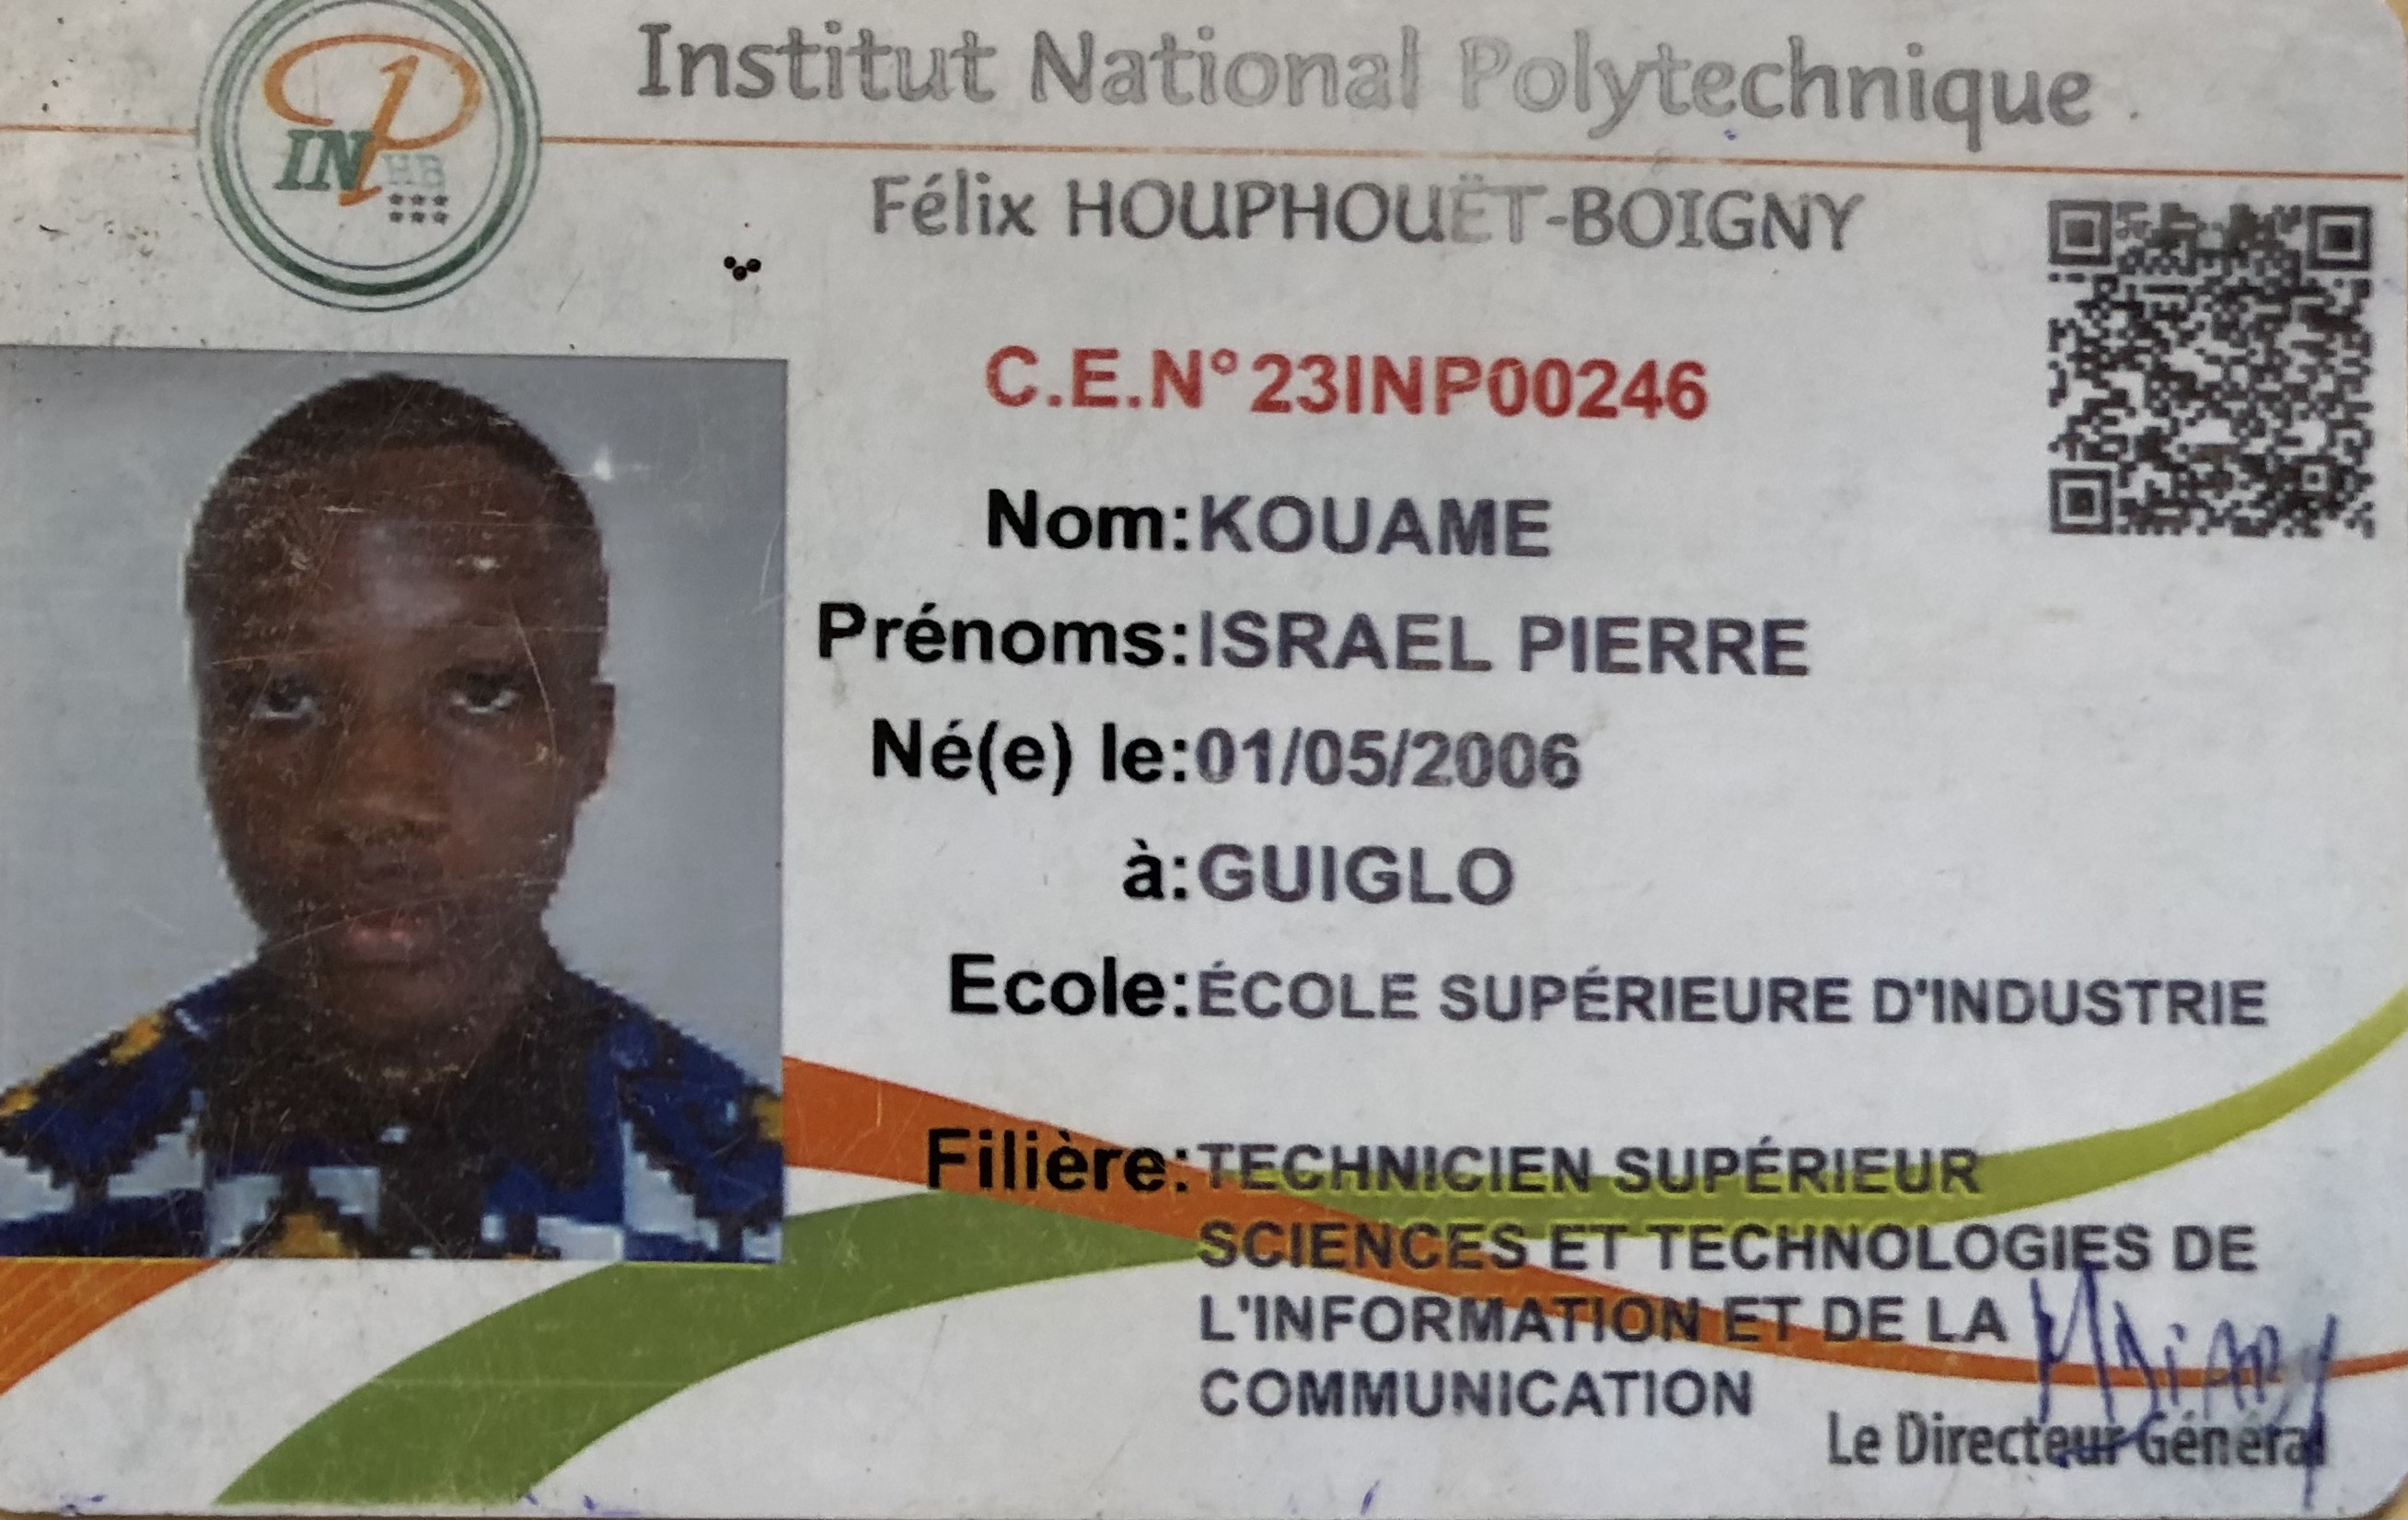 Institut National Polytechnique
INP HB
Félix HOUPHOUËT-BOIGNY
C.E.N°23INP00246
Nom:KOUAME
Prénoms:ISRAEL PIERRE
Né(e) le:01/05/2006
à:GUIGLO
Ecole:ÉCOLE SUPÉRIEURE D'INDUSTRIE
Filière:TECHNICIEN SUPÉRIEUR
SCIENCES ET TECHNOLOGIES DE
L'INFORMATION ET DE LA
COMMUNICATION
Le Directeur Général